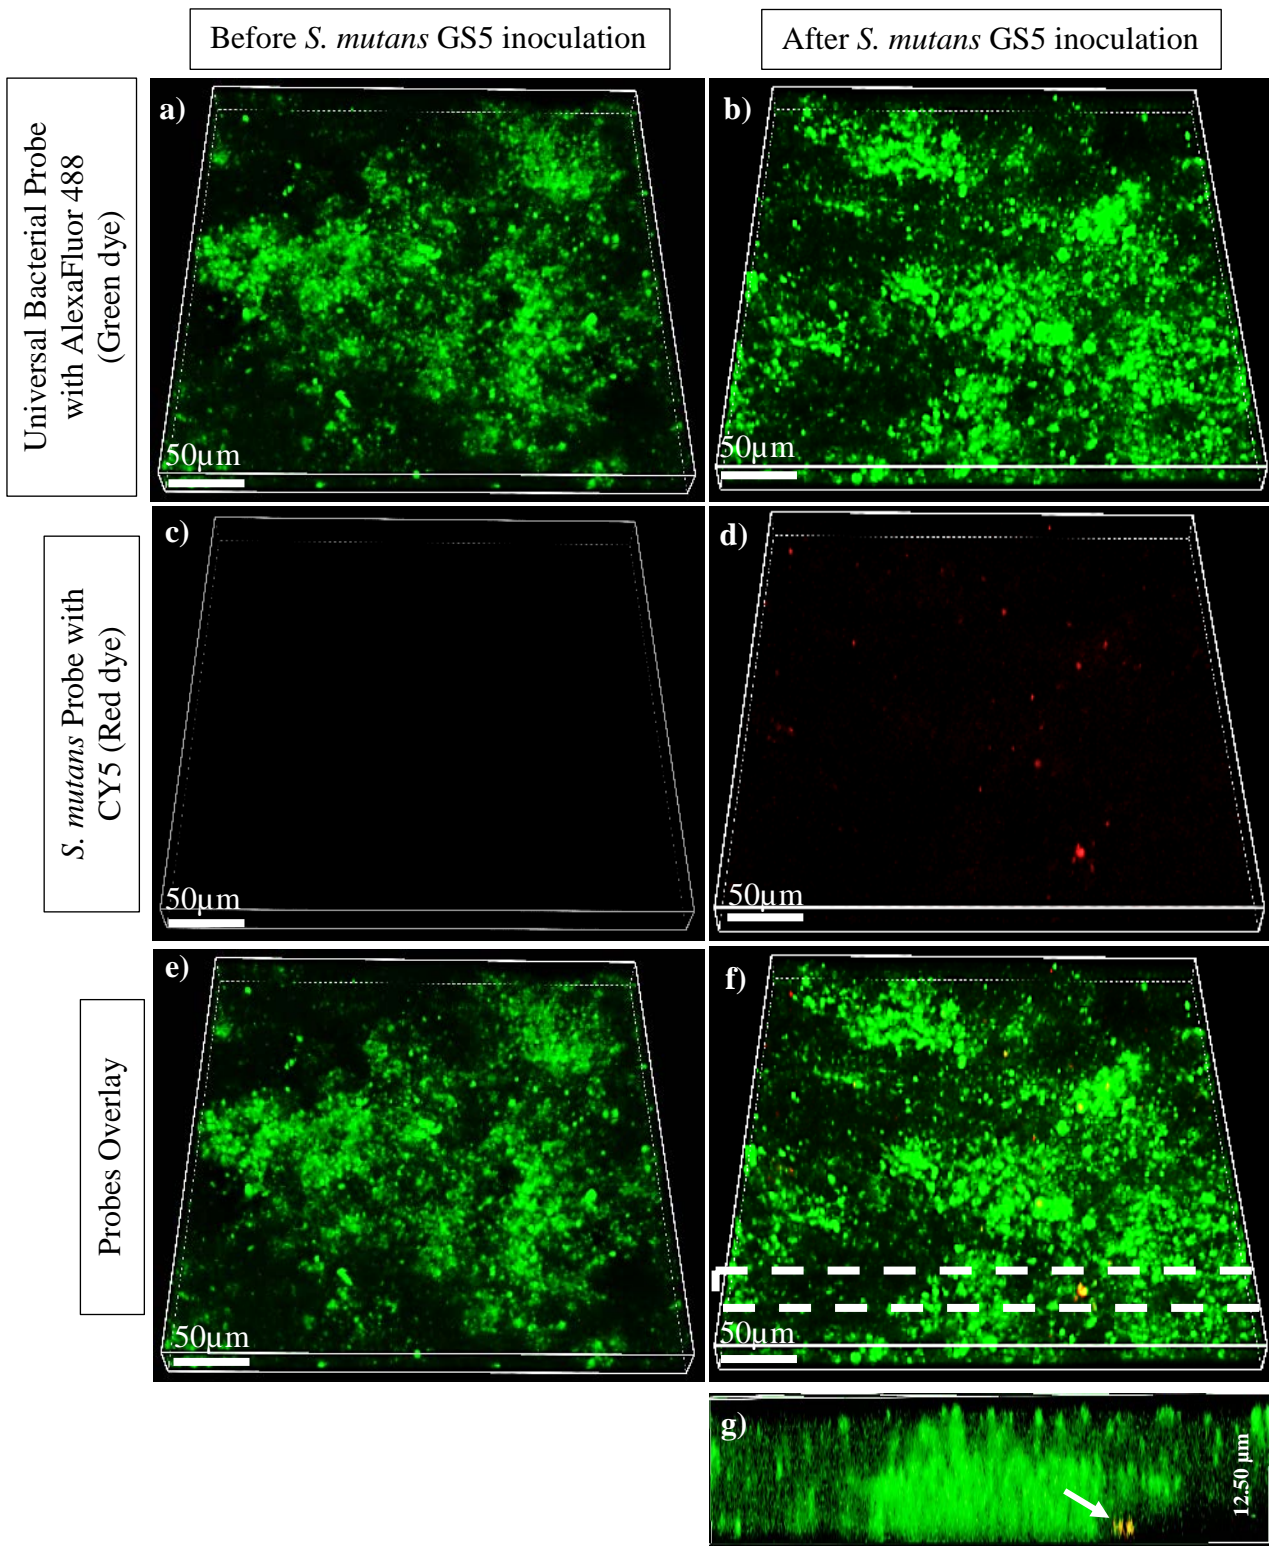 Before S. mutans GS5 inoculation
After S. mutans GS5 inoculation
Universal Bacterial Probe
with AlexaFluor 488
(Green dye)
a)
50µm
b)
50µm
S. mutans Probe with
CY5 (Red dye)
c)
50µm
d)
50µm
Probes Overlay
e)
50µm
f)
50µm
g)
12.50 µm